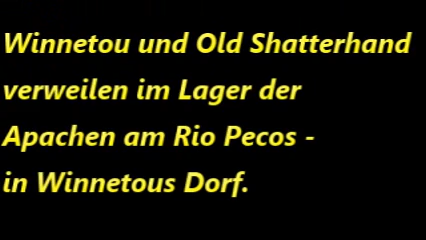 Winnetou und Old Shatterhand
verweilen im Lager der
Apachen am Rio Pecos -
in Winnetous Dorf.